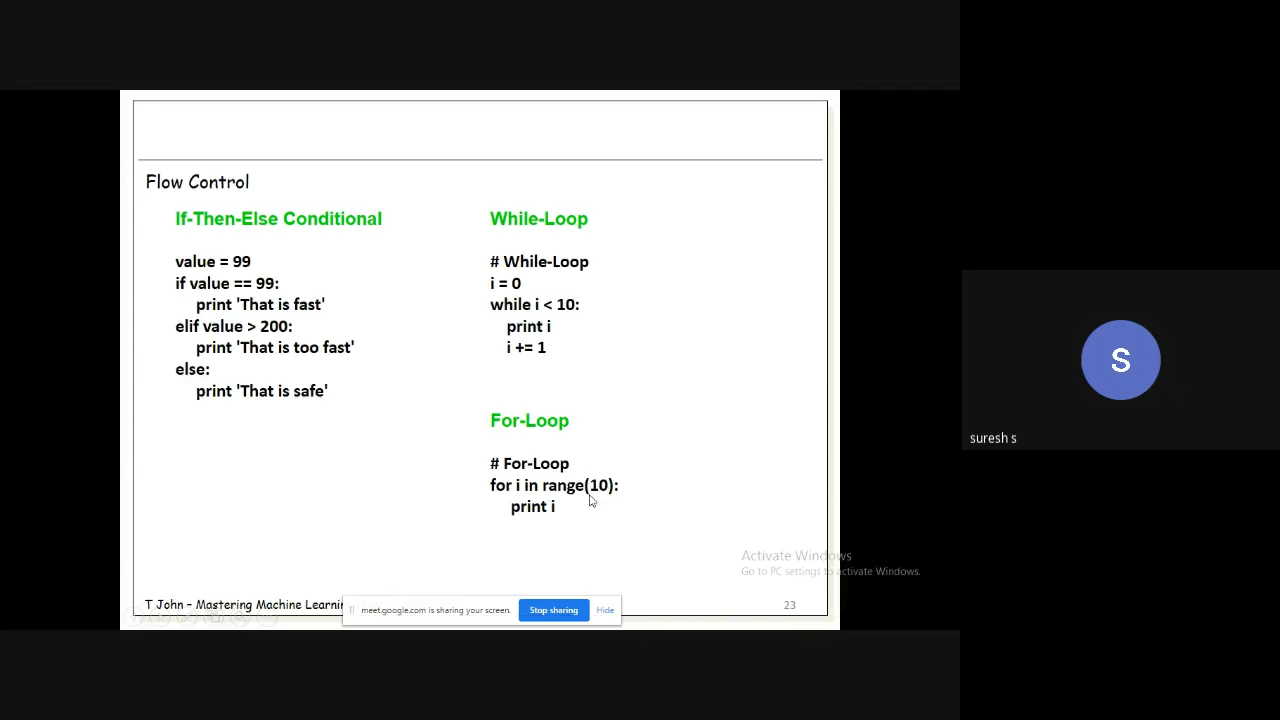 Flow Control
If-Then-Else Conditional
value = 99
if value == 99:
print 'That is fast'
elif value > 200:
print 'That is too fast'
else:
print 'That is safe'
While-Loop
# While-Loop
i = 0
while i < 10:
print i
i += 1
For-Loop
# For-Loop
for i in range(10):
print i
Activate Windows
Go to PC settings to activate Windows.
T John - Mastering Machine Learnin
meet.google.com is sharing your screen.
Stop sharing
Hide
23
S
suresh s